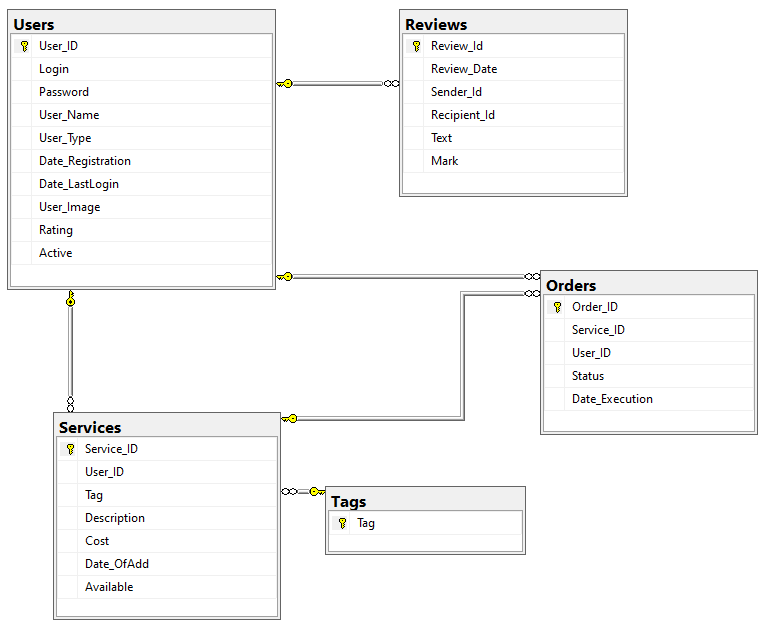 Users
User_ID
Login
Password
User_Name
User_Type
Date_Registration
Date_LastLogin
User_Image
Rating
Active
Reviews
Review_Id
Review_Date
Sender_Id
Recipient_Id
Text
Mark
Orders
Order_ID
Service_ID
User_ID
Status
Date_Execution
Services
Service_ID
User_ID
Tag
Description
Cost
Date_OfAdd
Available
Tags
Tag